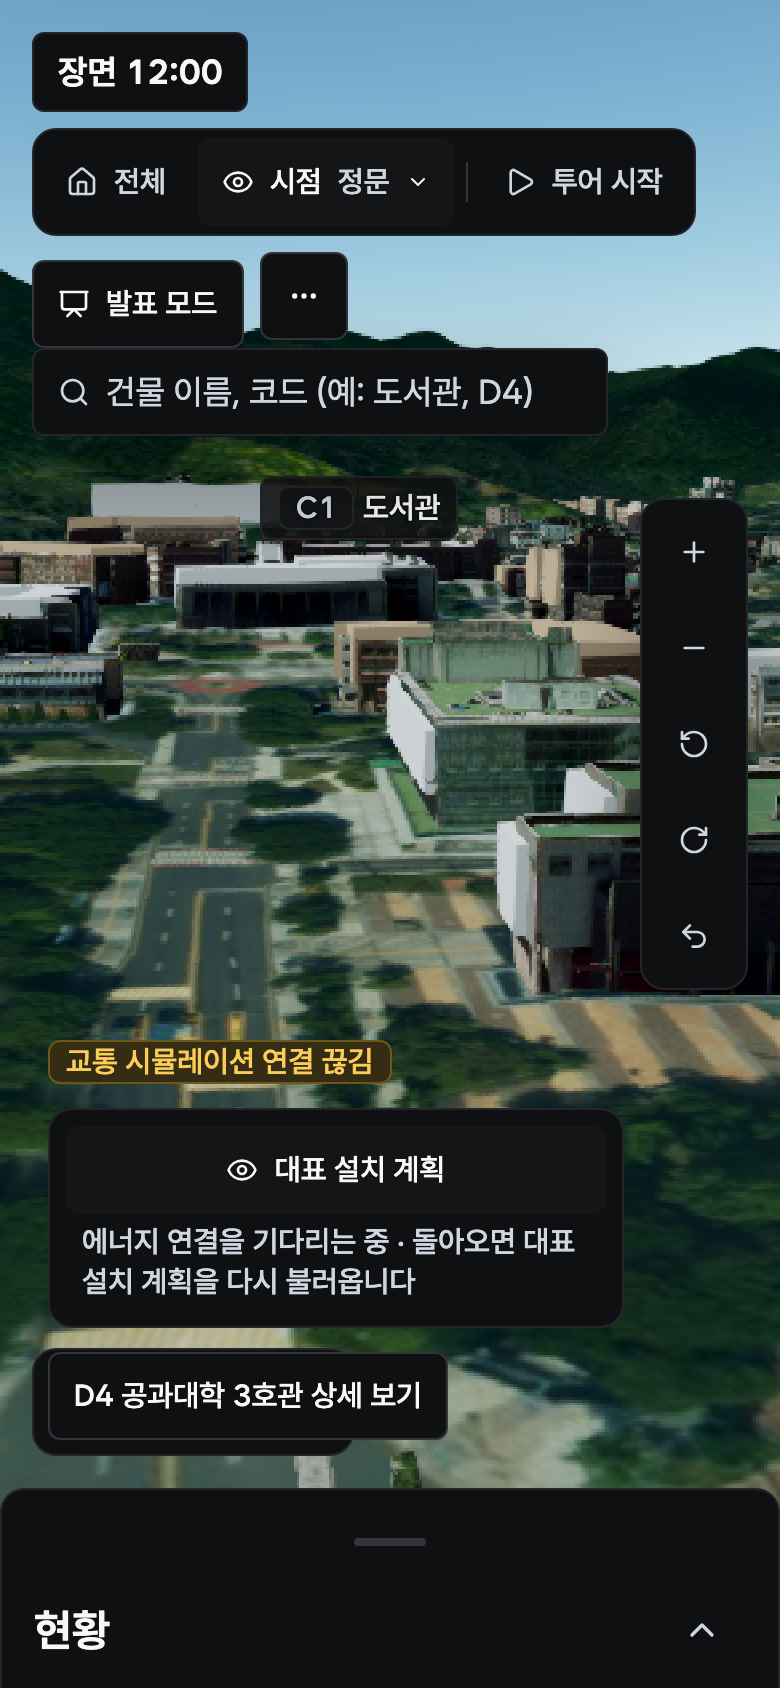 장면 12:00
전체 시점 정문 투어 시작
발표 모드
건물 이름, 코드 (예: 도서관, D4)
C1 도서관
교통 시뮬레이션 연결 끊김
대표 설치 계획
에너지 연결을 기다리는 중 · 돌아오면 대표
설치 계획을 다시 불러옵니다
D4 공과대학 3호관 상세 보기
현황